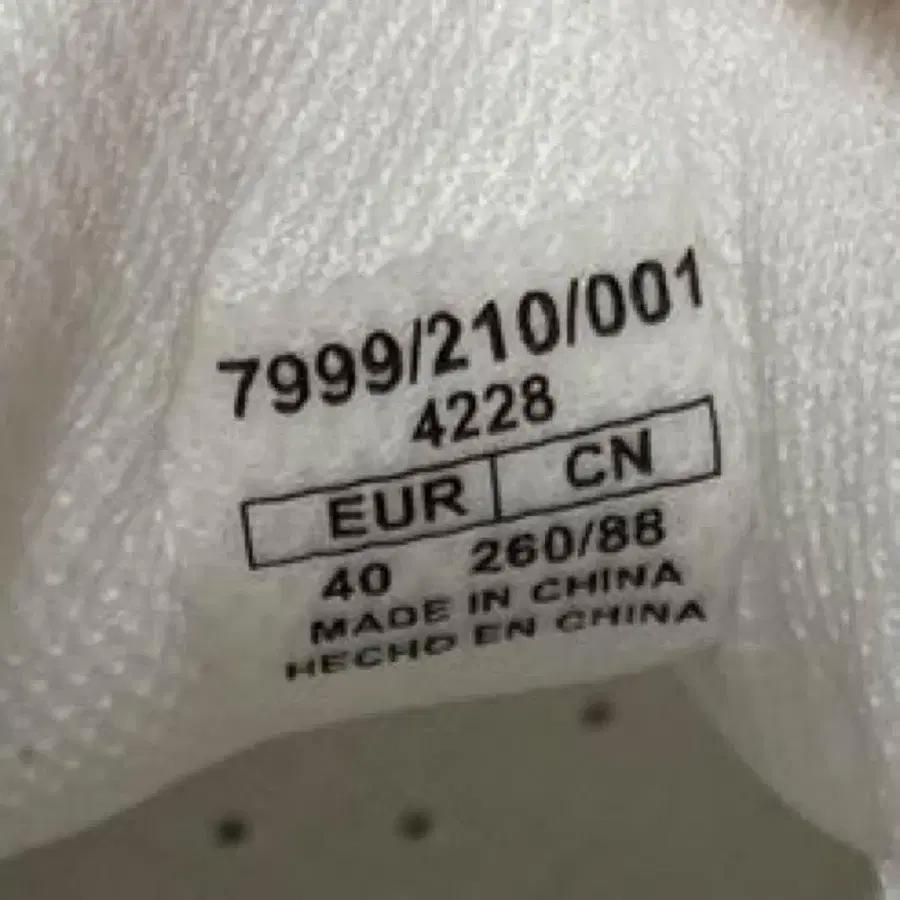 7999/210/001
4228
EUR CN
40 260/88
MADE IN CHINA
HECHO EN CHINA